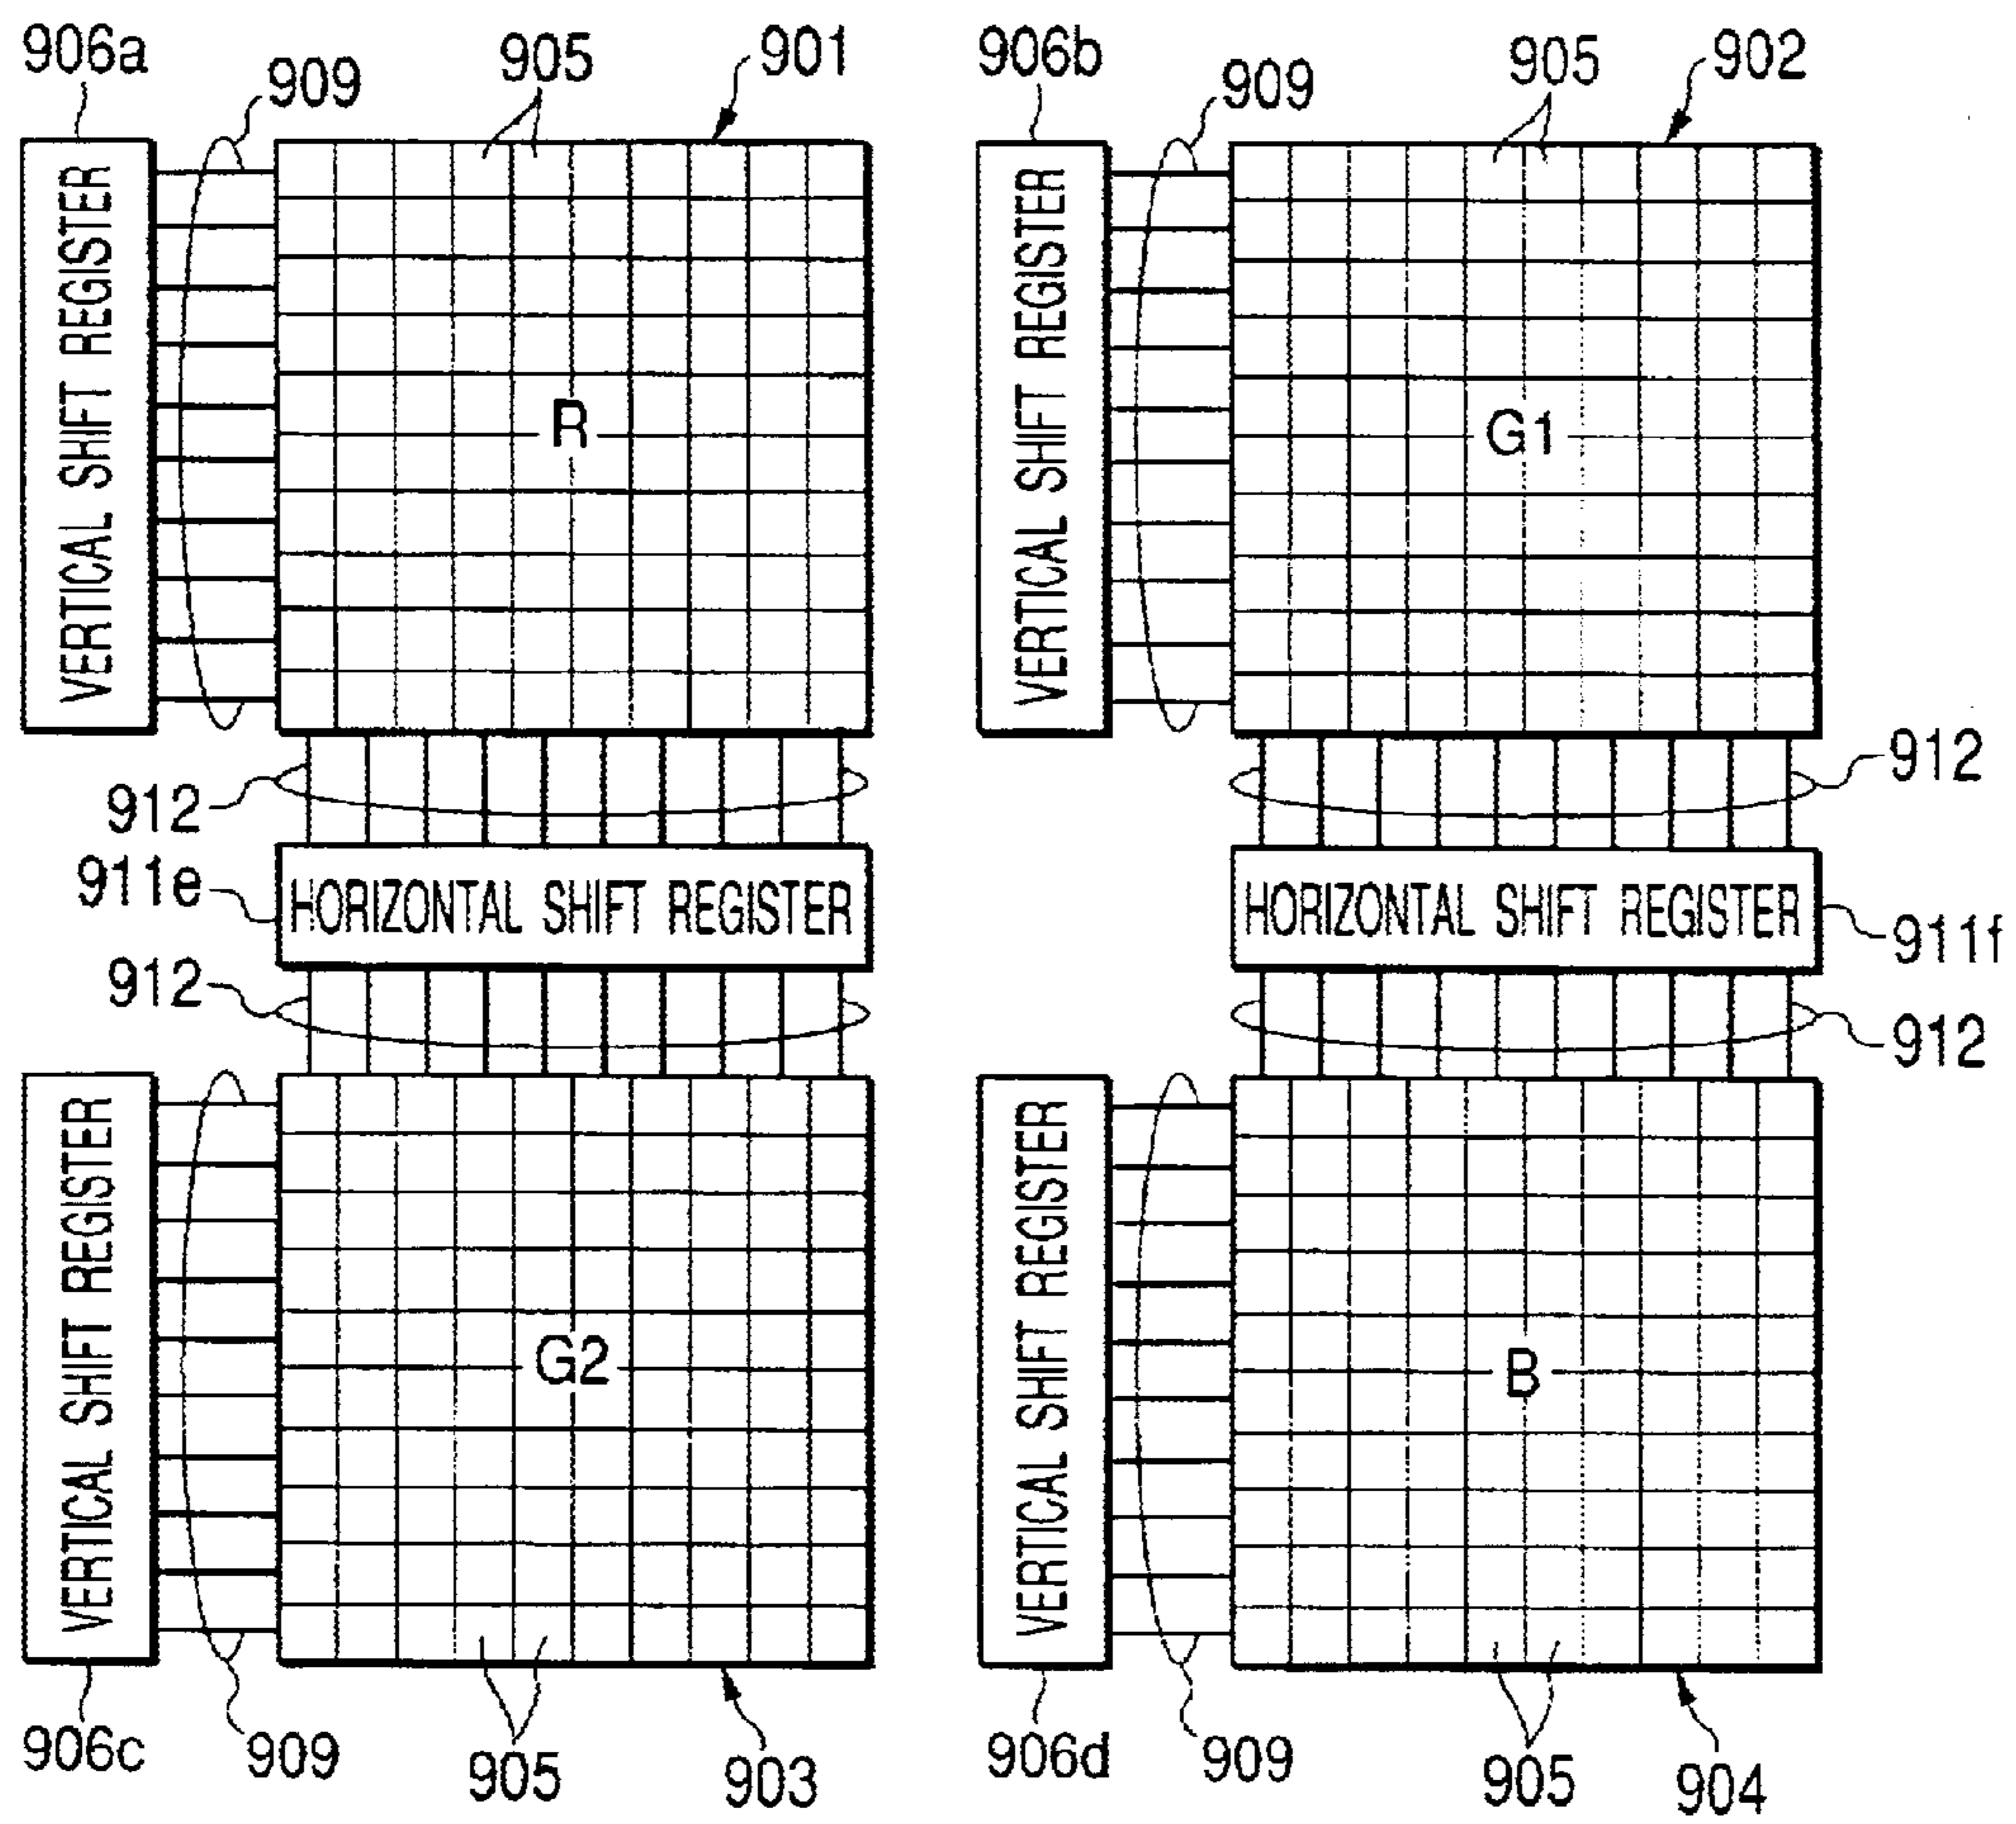 906a
909
905
901
906b
909
905
902
VERTICAL SHIFT REGISTER
R
VERTICAL SHIFT REGISTER
G1
912
912
911e
HORIZONTAL SHIFT REGISTER
HORIZONTAL SHIFT REGISTER
911f
912
912
VERTICAL SHIFT REGISTER
G2
VERTICAL SHIFT REGISTER
B
906c
909
905
903
906d
909
905
904